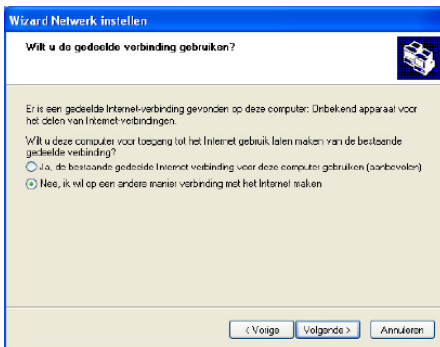 Wizard Netwerk instellen
Wilt u de gedeelde verbinding gebruiken?
Er is een gedeelde Internet-verbinding gevonden op deze computer: Onbekend apparaat voor
het delen van Internet-verbindingen.
Wilt u deze computer voor toegang tot het Internet gebruik laten maken van de bestaande
gedeelde verbinding?
Ja, de bestaande gedeelde Internet verbinding voor deze computer gebruiken (aanbevolen)
Nee, ik wil op een andere manier verbinding met het Internet maken
< Vorige
Volgende >
Annuleren